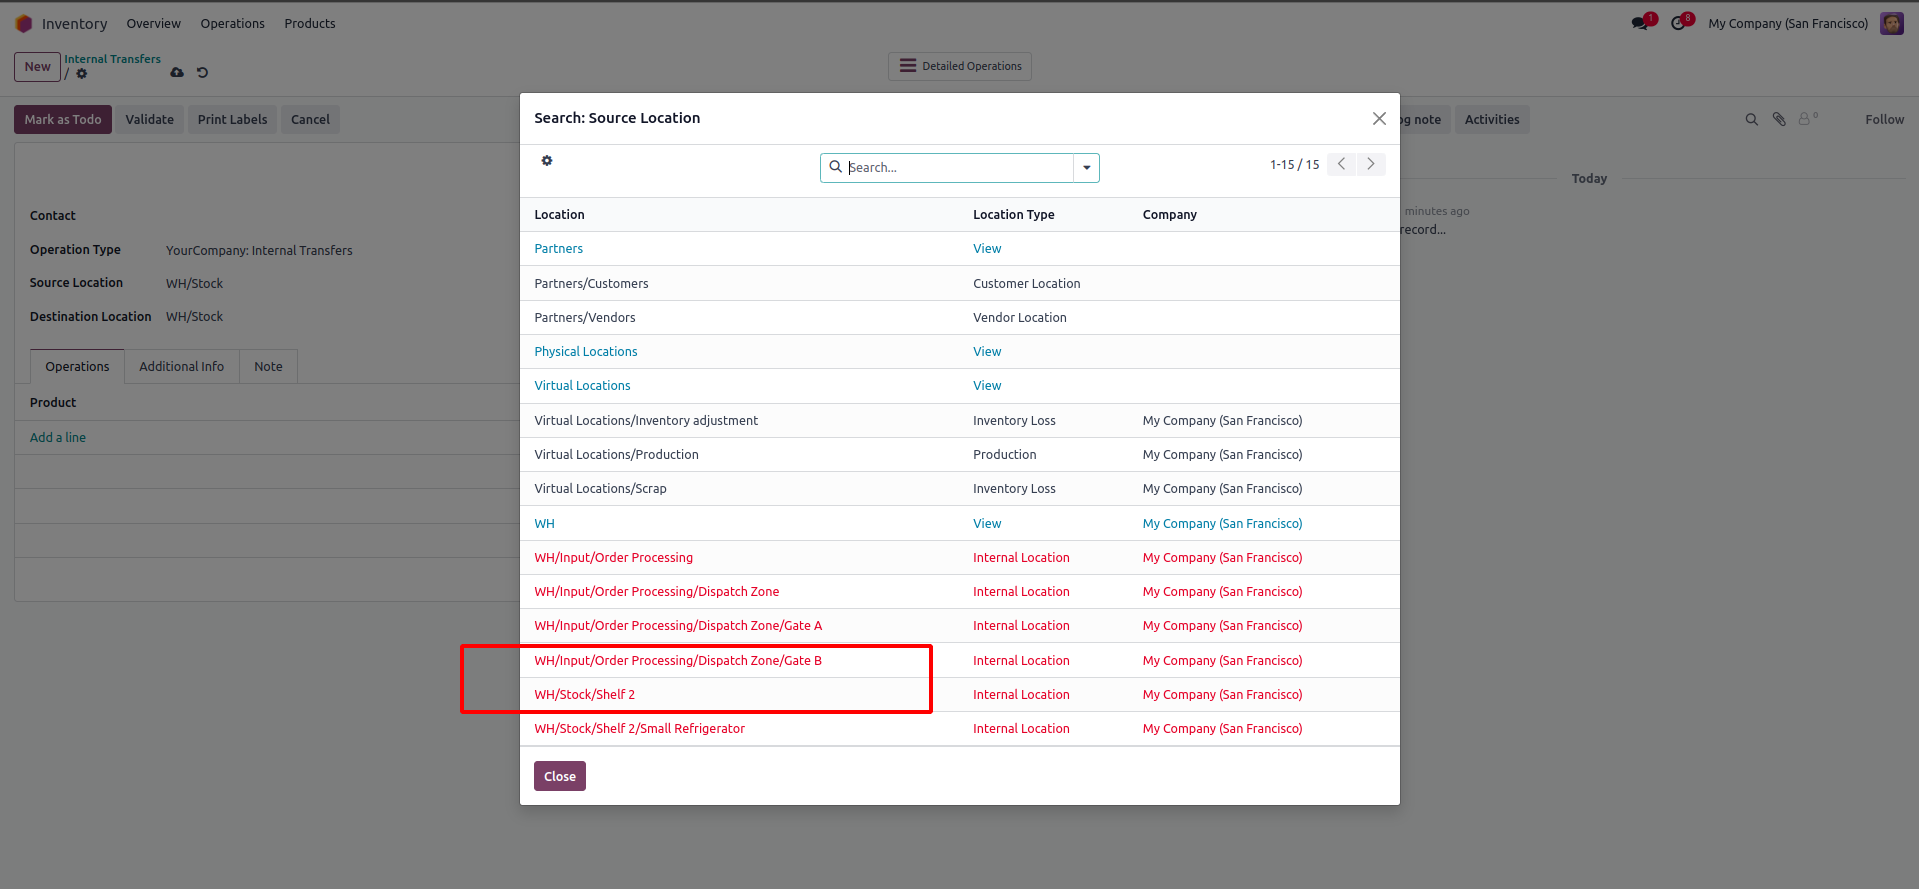 Inventory Overview Operations Products 1 8 My Company (San Francisco)
New Internal Transfers
/
Detailed Operations
Mark as Todo Validate Print Labels Cancel og note Activities 0 Follow
Search: Source Location
Search...
1-15 / 15
Today
minutes ago
record...
Contact
Operation Type YourCompany: Internal Transfers
Source Location WH/Stock
Destination Location WH/Stock
Operations Additional Info Note
Product
Add a line
Location Location Type Company
Partners View
Partners/Customers Customer Location
Partners/Vendors Vendor Location
Physical Locations View
Virtual Locations View
Virtual Locations/Inventory adjustment Inventory Loss My Company (San Francisco)
Virtual Locations/Production Production My Company (San Francisco)
Virtual Locations/Scrap Inventory Loss My Company (San Francisco)
WH View My Company (San Francisco)
WH/Input/Order Processing Internal Location My Company (San Francisco)
WH/Input/Order Processing/Dispatch Zone Internal Location My Company (San Francisco)
WH/Input/Order Processing/Dispatch Zone/Gate A Internal Location My Company (San Francisco)
WH/Input/Order Processing/Dispatch Zone/Gate B Internal Location My Company (San Francisco)
WH/Stock/Shelf 2 Internal Location My Company (San Francisco)
WH/Stock/Shelf 2/Small Refrigerator Internal Location My Company (San Francisco)
Close